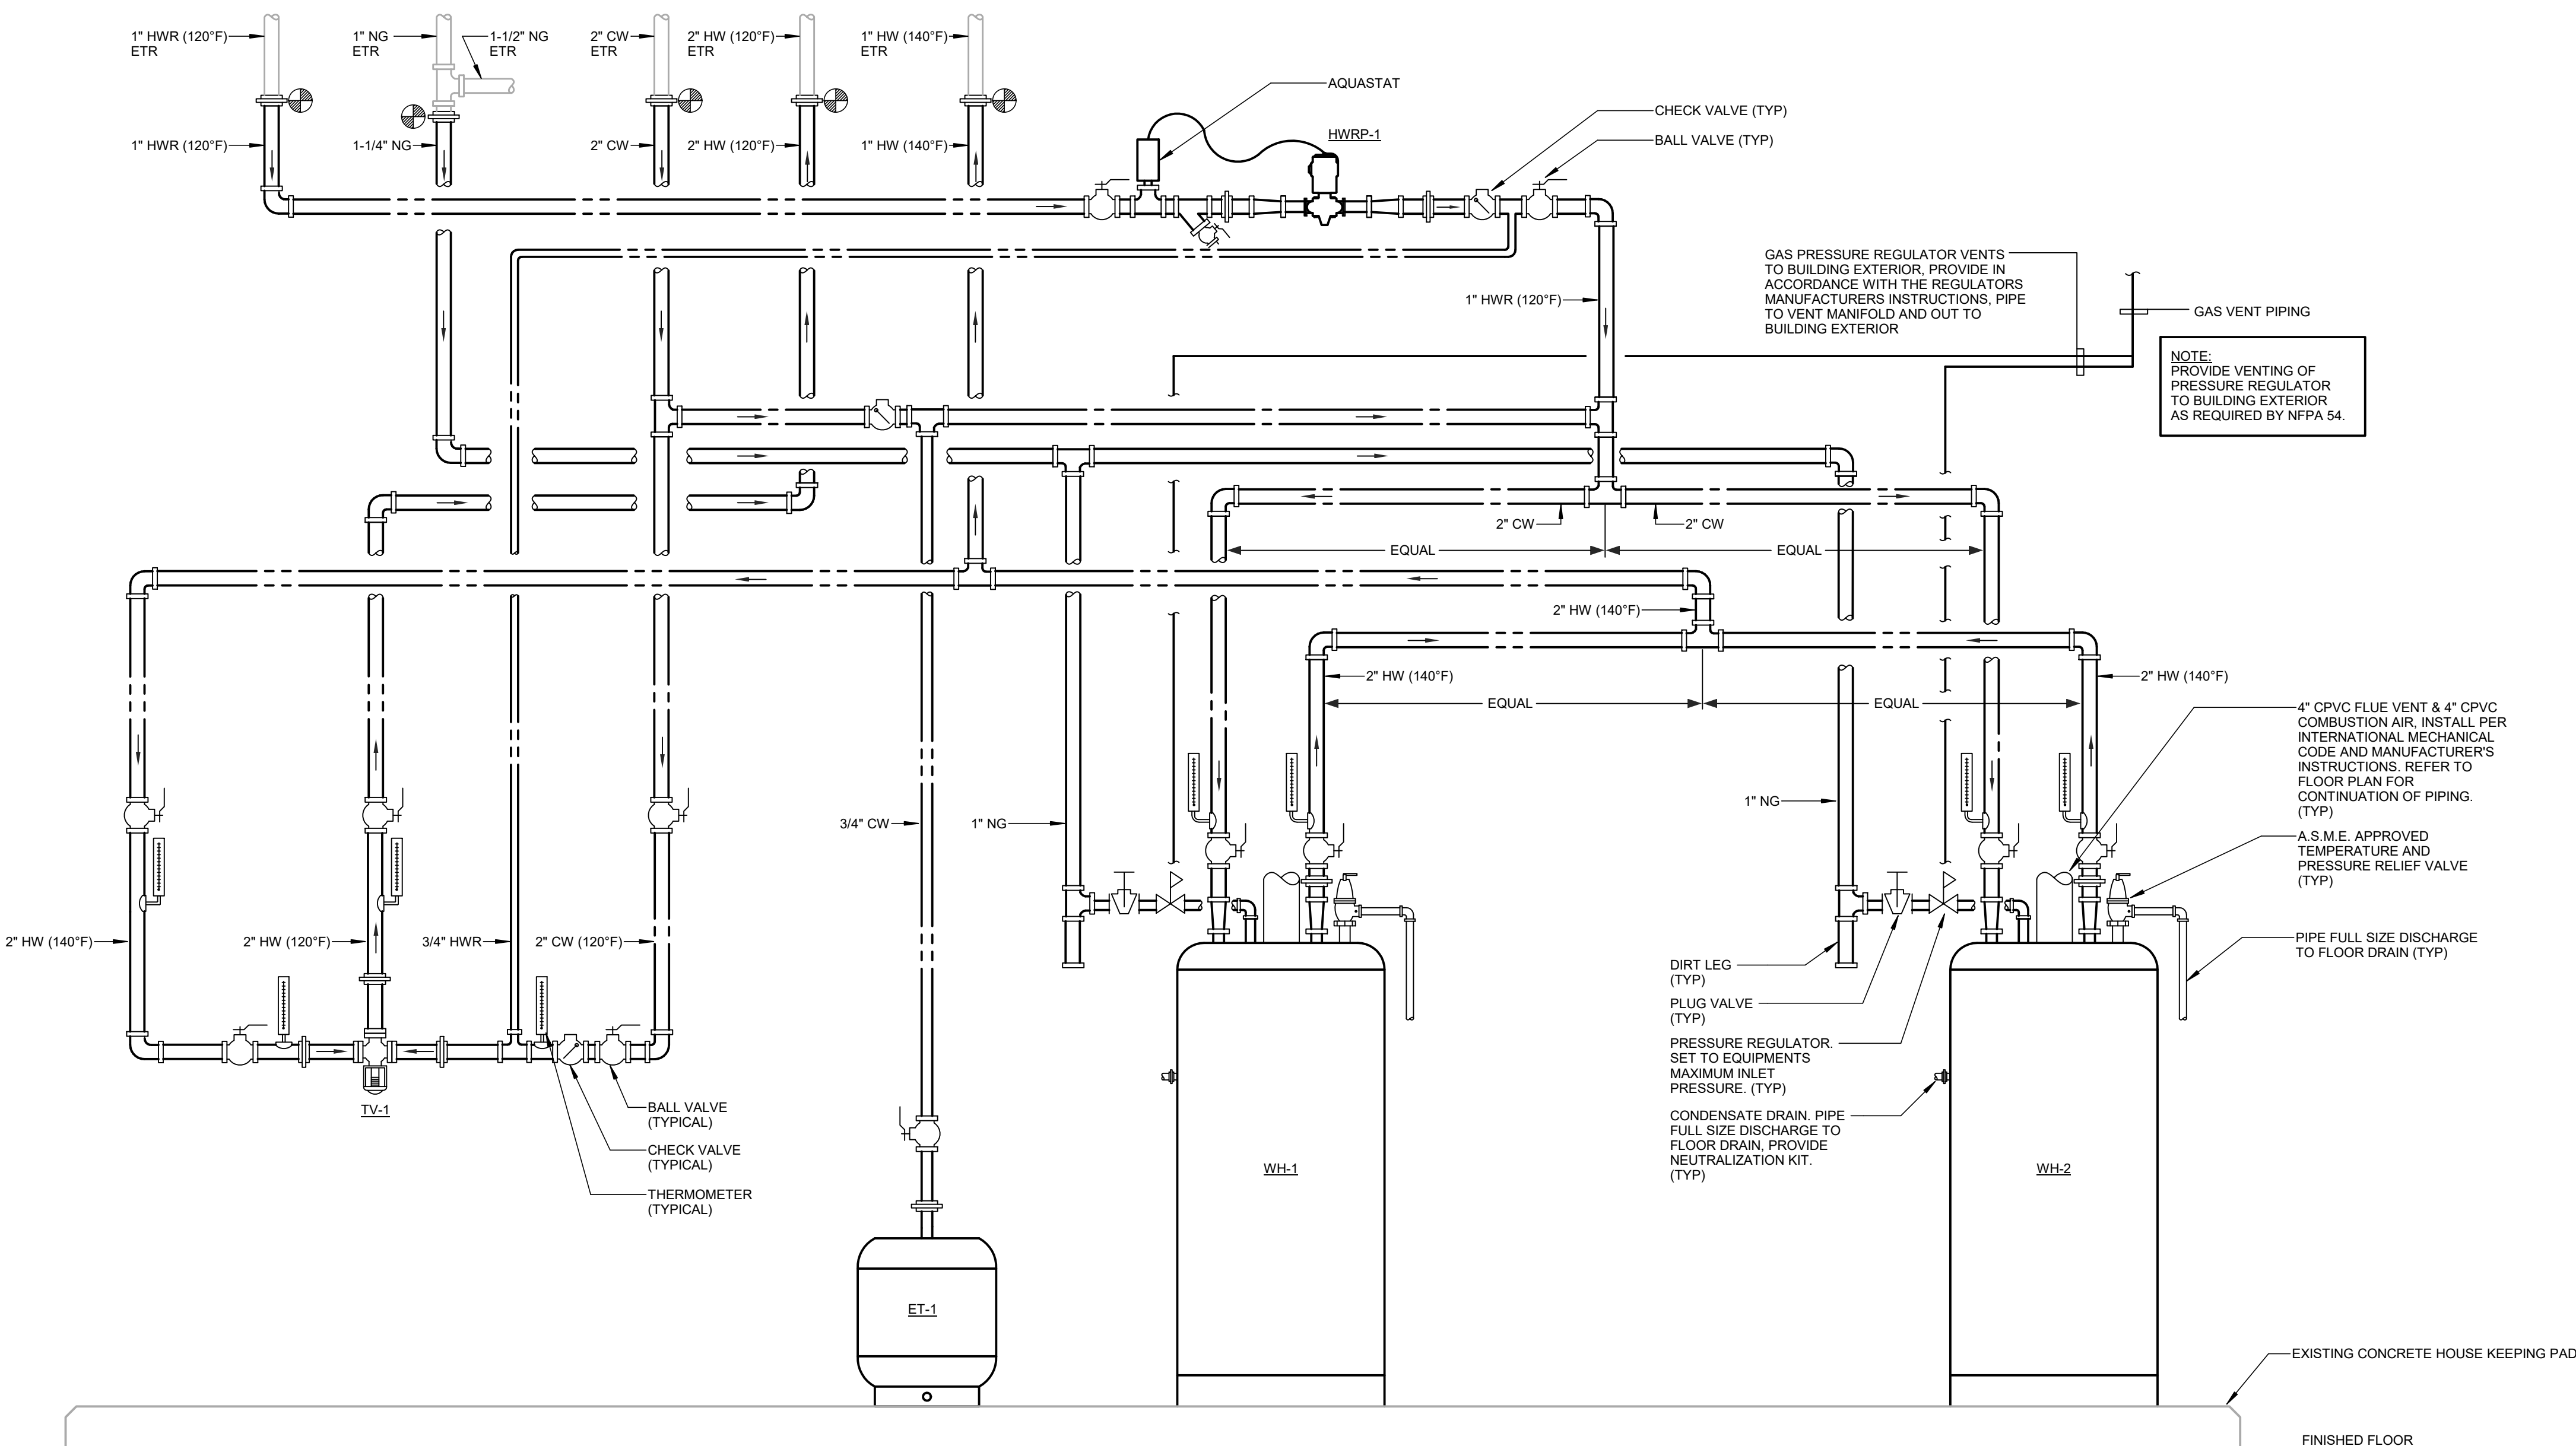 1" HWR (120°F)
ETR
1" NG
ETR
1-1/2" NG
ETR
2" CW
ETR
2" HW (120°F)
ETR
1" HW (140°F)
ETR
AQUASTAT
CHECK VALVE (TYP)
HWRP-1
BALL VALVE (TYP)
1" HWR (120°F)
1-1/4" NG
2" CW
2" HW (120°F)
1" HW (140°F)
GAS PRESSURE REGULATOR VENTS
TO BUILDING EXTERIOR, PROVIDE IN
ACCORDANCE WITH THE REGULATORS
MANUFACTURERS INSTRUCTIONS, PIPE
TO VENT MANIFOLD AND OUT TO
BUILDING EXTERIOR
1" HWR (120°F)
GAS VENT PIPING
NOTE:
PROVIDE VENTING OF
PRESSURE REGULATOR
TO BUILDING EXTERIOR
AS REQUIRED BY NFPA 54.
2" CW
2" CW
EQUAL
EQUAL
2" HW (140°F)
2" HW (140°F)
2" HW (140°F)
EQUAL
EQUAL
4" CPVC FLUE VENT & 4" CPVC
COMBUSTION AIR, INSTALL PER
INTERNATIONAL MECHANICAL
CODE AND MANUFACTURER'S
INSTRUCTIONS. REFER TO
FLOOR PLAN FOR
CONTINUATION OF PIPING.
(TYP)
3/4" CW
1" NG
1" NG
A.S.M.E. APPROVED
TEMPERATURE AND
PRESSURE RELIEF VALVE
(TYP)
2" HW (140°F)
2" HW (120°F)
3/4" HWR
2" CW (120°F)
PIPE FULL SIZE DISCHARGE
TO FLOOR DRAIN (TYP)
DIRT LEG
(TYP)
PLUG VALVE
(TYP)
PRESSURE REGULATOR.
SET TO EQUIPMENTS
MAXIMUM INLET
PRESSURE. (TYP)
CONDENSATE DRAIN. PIPE
FULL SIZE DISCHARGE TO
FLOOR DRAIN, PROVIDE
NEUTRALIZATION KIT.
(TYP)
TV-1
BALL VALVE
(TYPICAL)
CHECK VALVE
(TYPICAL)
THERMOMETER
(TYPICAL)
WH-1
WH-2
ET-1
EXISTING CONCRETE HOUSE KEEPING PAD
FINISHED FLOOR